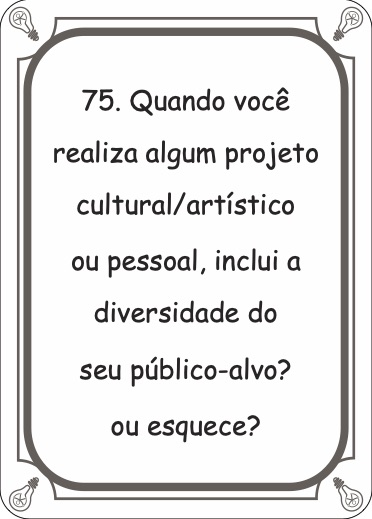 75. Quando você
realiza algum projeto
cultural/artístico
ou pessoal, inclui a
diversidade do
seu público-alvo?
ou esquece?